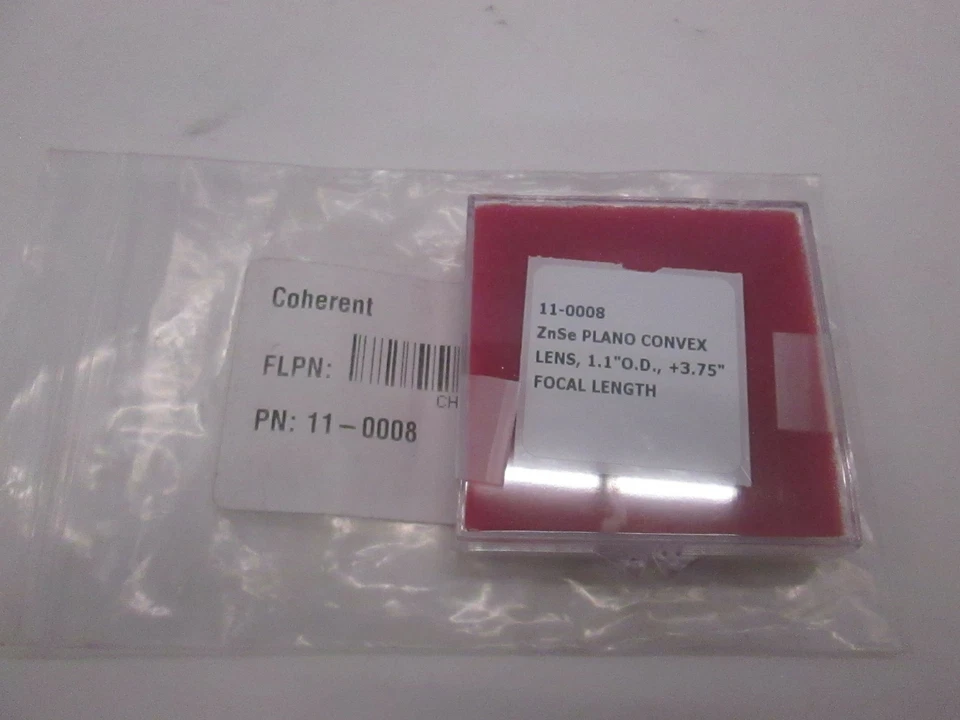 Coherent
FLPN:
CH
PN: 11-0008
11-0008
ZnSe PLANO CONVEX
LENS, 1.1"O.D., +3.75"
FOCAL LENGTH